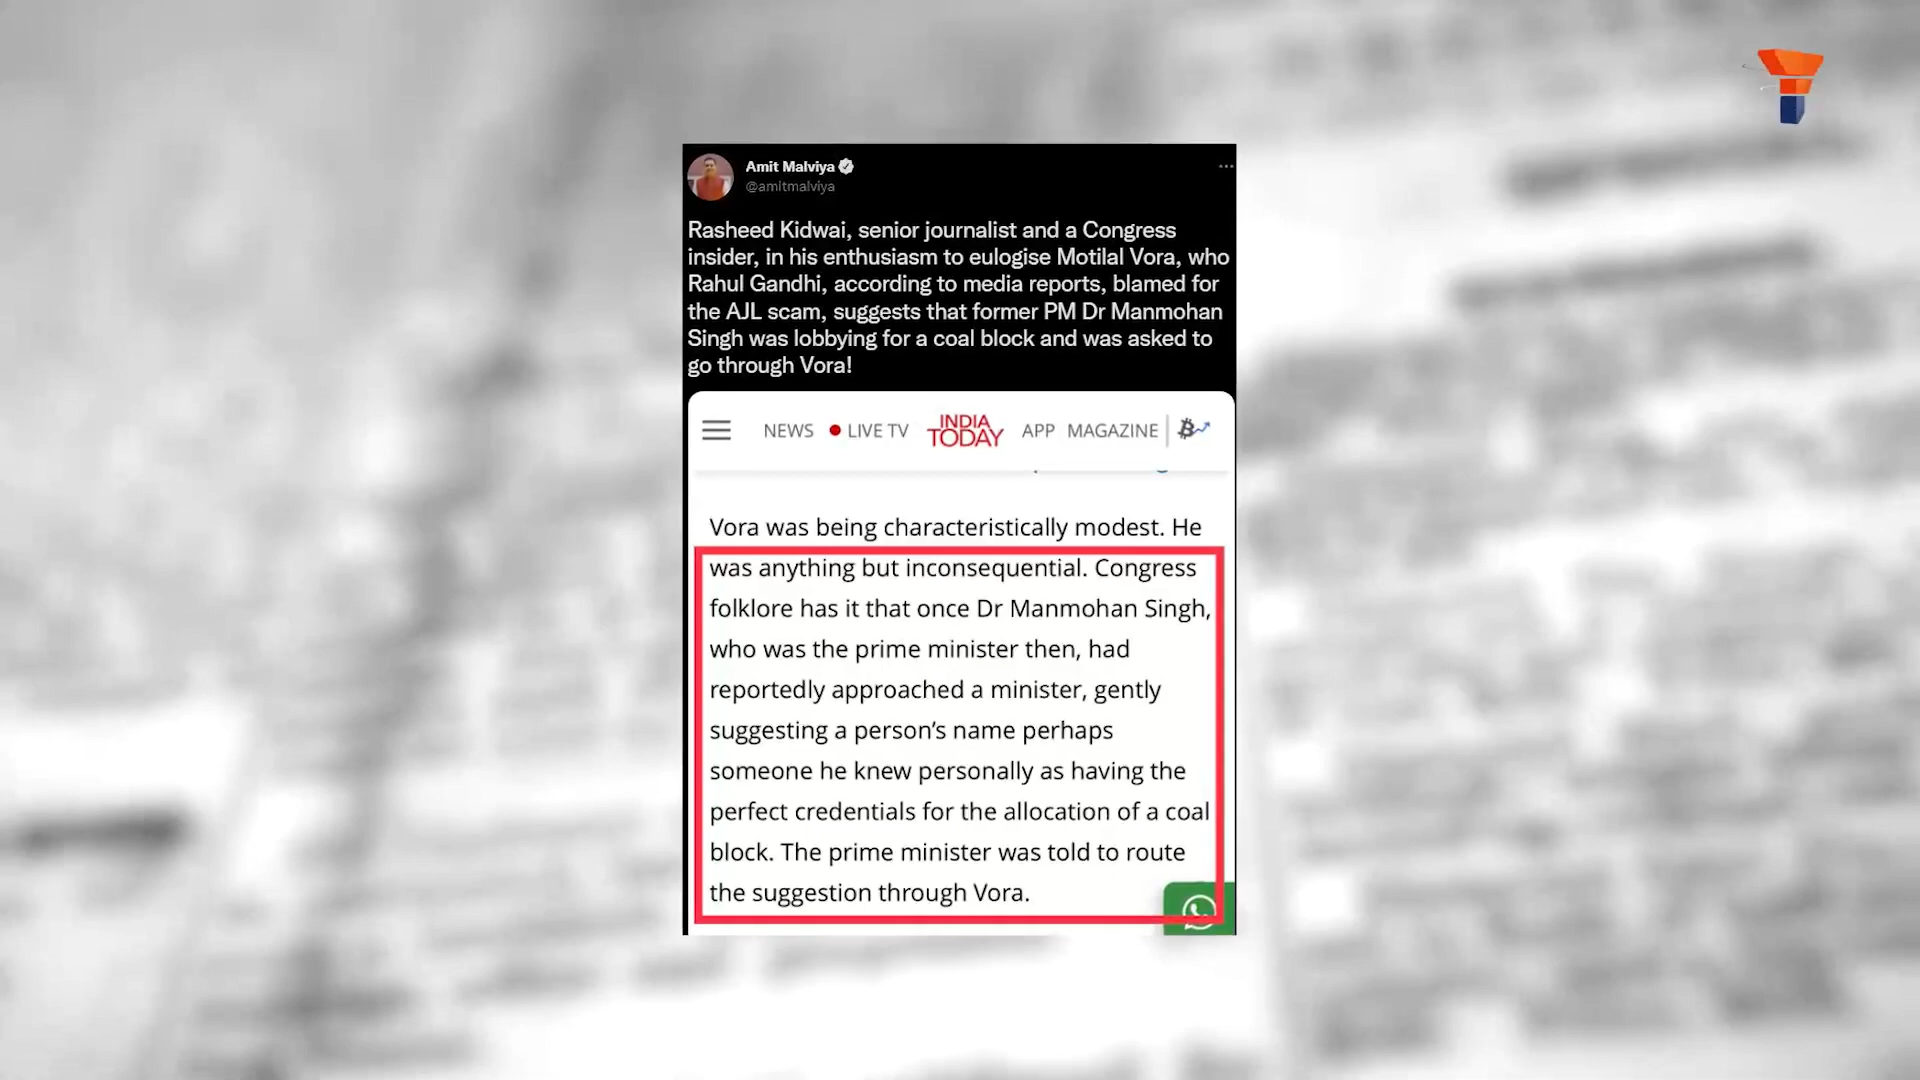 Amit Malviya
@amitmalviya
Rasheed Kidwai, senior journalist and a Congress
insider, in his enthusiasm to eulogise Motilal Vora, who
Rahul Gandhi, according to media reports, blamed for
the AJL scam, suggests that former PM Dr Manmohan
Singh was lobbying for a coal block and was asked to
go through Vora!
NEWS LIVE TV INDIA TODAY APP MAGAZINE
Vora was being characteristically modest. He
was anything but inconsequential. Congress
folklore has it that once Dr Manmohan Singh,
who was the prime minister then, had
reportedly approached a minister, gently
suggesting a person’s name perhaps
someone he knew personally as having the
perfect credentials for the allocation of a coal
block. The prime minister was told to route
the suggestion through Vora.